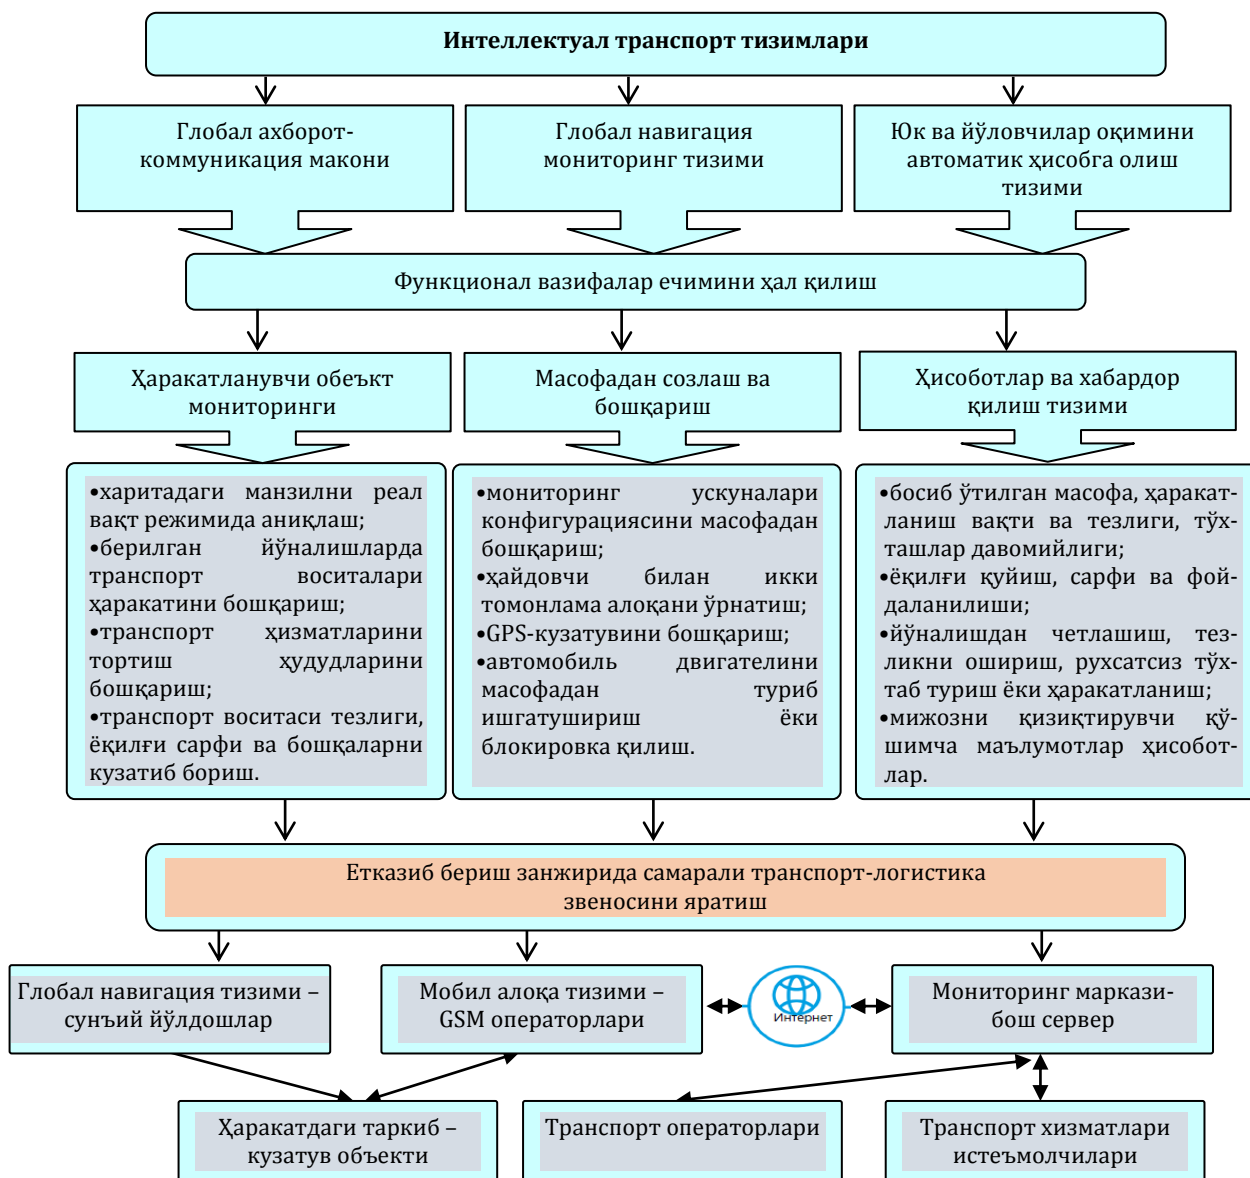 Интеллектуал транспорт тизимлари
Глобал ахборот-
коммуникация макони
Глобал навигация
мониторинг тизими
Юк ва йўловчилар оқимини
автоматик ҳисобга олиш
тизими
Функционал вазифалар ечимини ҳал қилиш
Ҳаракатланувчи обеъкт
мониторинги
Масофадан созлаш ва
бошқариш
Ҳисоботлар ва хабардор
қилиш тизими
•харитадаги манзилни реал
вақт режимида аниқлаш;
•берилган йўналишларда
транспорт воситалари
ҳаракатини бошқариш;
•транспорт ҳизматларини
тортиш ҳудудларини
бошқариш;
•транспорт воситаси тезлиги,
ёқилғи сарфи ва бошқаларни
кузатиб бориш.
•мониторинг ускуналари
конфигурациясини масофадан
бошқариш;
•ҳайдовчи билан икки
томонлама алоқани ўрнатиш;
•GPS-кузатувини бошқариш;
•автомобиль двигателини
масофадан туриб
ишгатушириш ёки
блокировка қилиш.
•босиб ўтилган масофа, ҳаракат-
ланиш вақти ва тезлиги, тўх-
ташлар давомийлиги;
•ёқилғи қуйиш, сарфи ва фой-
даланилиши;
•йўналишдан четлашиш, тез-
ликни ошириш, рухсатсиз тўх-
таб туриш ёки ҳаракатланиш;
•мижозни қизиқтирувчи қў-
шимча маълумотлар ҳисобот-
лар.
Етказиб бериш занжирида самарали транспорт-логистика
звеносини яратиш
Глобал навигация тизими –
сунъий йўлдошлар
Мобил алоқа тизими –
GSM операторлари
Интернет
Мониторинг маркази-
бош сервер
Ҳаракатдаги таркиб –
кузатув объекти
Транспорт операторлари
Транспорт хизматлари
истеъмолчилари